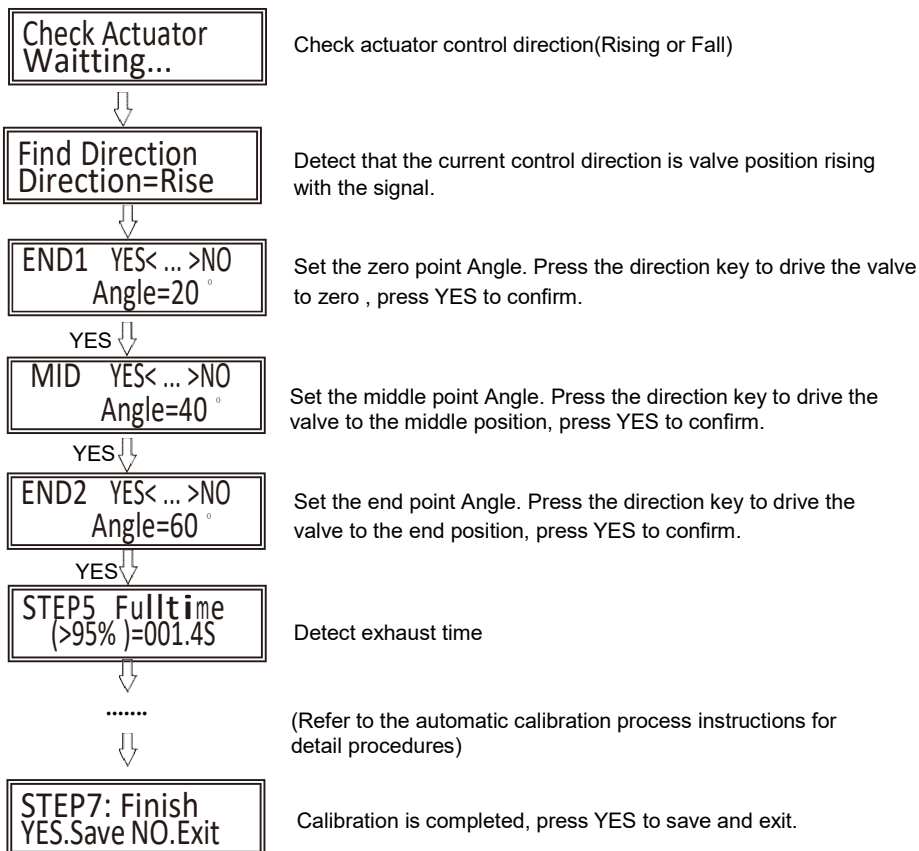 Check Actuator
Waitting...
Check actuator control direction(Rising or Fall)
Find Direction
Direction=Rise
Detect that the current control direction is valve position rising
with the signal.
END1 YES< ... >NO
Angle=20 °
Set the zero point Angle. Press the direction key to drive the valve
to zero , press YES to confirm.
YES
MID YES< ... >NO
Angle=40 °
Set the middle point Angle. Press the direction key to drive the
valve to the middle position, press YES to confirm.
YES
END2 YES< ... >NO
Angle=60 °
Set the end point Angle. Press the direction key to drive the
valve to the end position, press YES to confirm.
YES
STEP5 Fulltime
(>95% )=001.4S
Detect exhaust time
.......
(Refer to the automatic calibration process instructions for
detail procedures)
STEP7: Finish
YES.Save NO.Exit
Calibration is completed, press YES to save and exit.